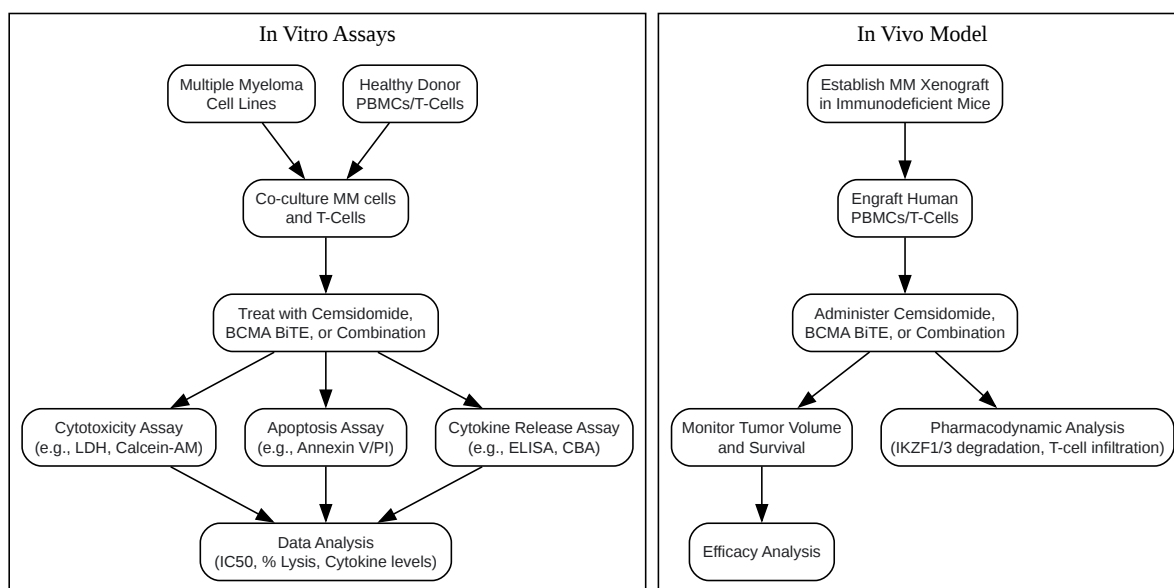 In Vitro Assays
Multiple Myeloma
Cell Lines
Healthy Donor
PBMCs/T-Cells
Co-culture MM cells
and T-Cells
Treat with Cemsidomide,
BCMA BiTE, or Combination
Cytotoxicity Assay
(e.g., LDH, Calcein-AM)
Apoptosis Assay
(e.g., Annexin V/PI)
Cytokine Release Assay
(e.g., ELISA, CBA)
Data Analysis
(IC50, % Lysis, Cytokine levels)
In Vivo Model
Establish MM Xenograft
in Immunodeficient Mice
Engraft Human
PBMCs/T-Cells
Administer Cemsidomide,
BCMA BiTE, or Combination
Monitor Tumor Volume
and Survival
Pharmacodynamic Analysis
(IKZF1/3 degradation, T-cell infiltration)
Efficacy Analysis